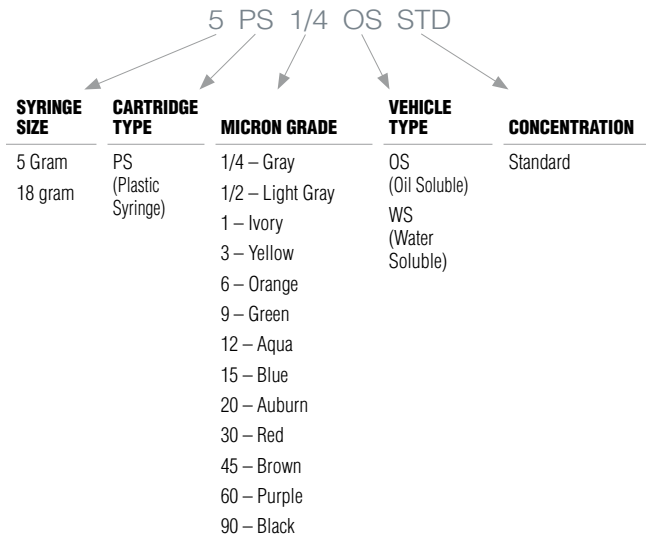 5 PS 1/4 OS STD
SYRINGE
SIZE
5 Gram
18 gram
CARTRIDGE
TYPE
PS
(Plastic
Syringe)
MICRON GRADE
1/4 – Gray
1/2 – Light Gray
1 – Ivory
3 – Yellow
6 – Orange
9 – Green
12 – Aqua
15 – Blue
20 – Auburn
30 – Red
45 – Brown
60 – Purple
90 – Black
VEHICLE
TYPE
OS
(Oil Soluble)
WS
(Water
Soluble)
CONCENTRATION
Standard